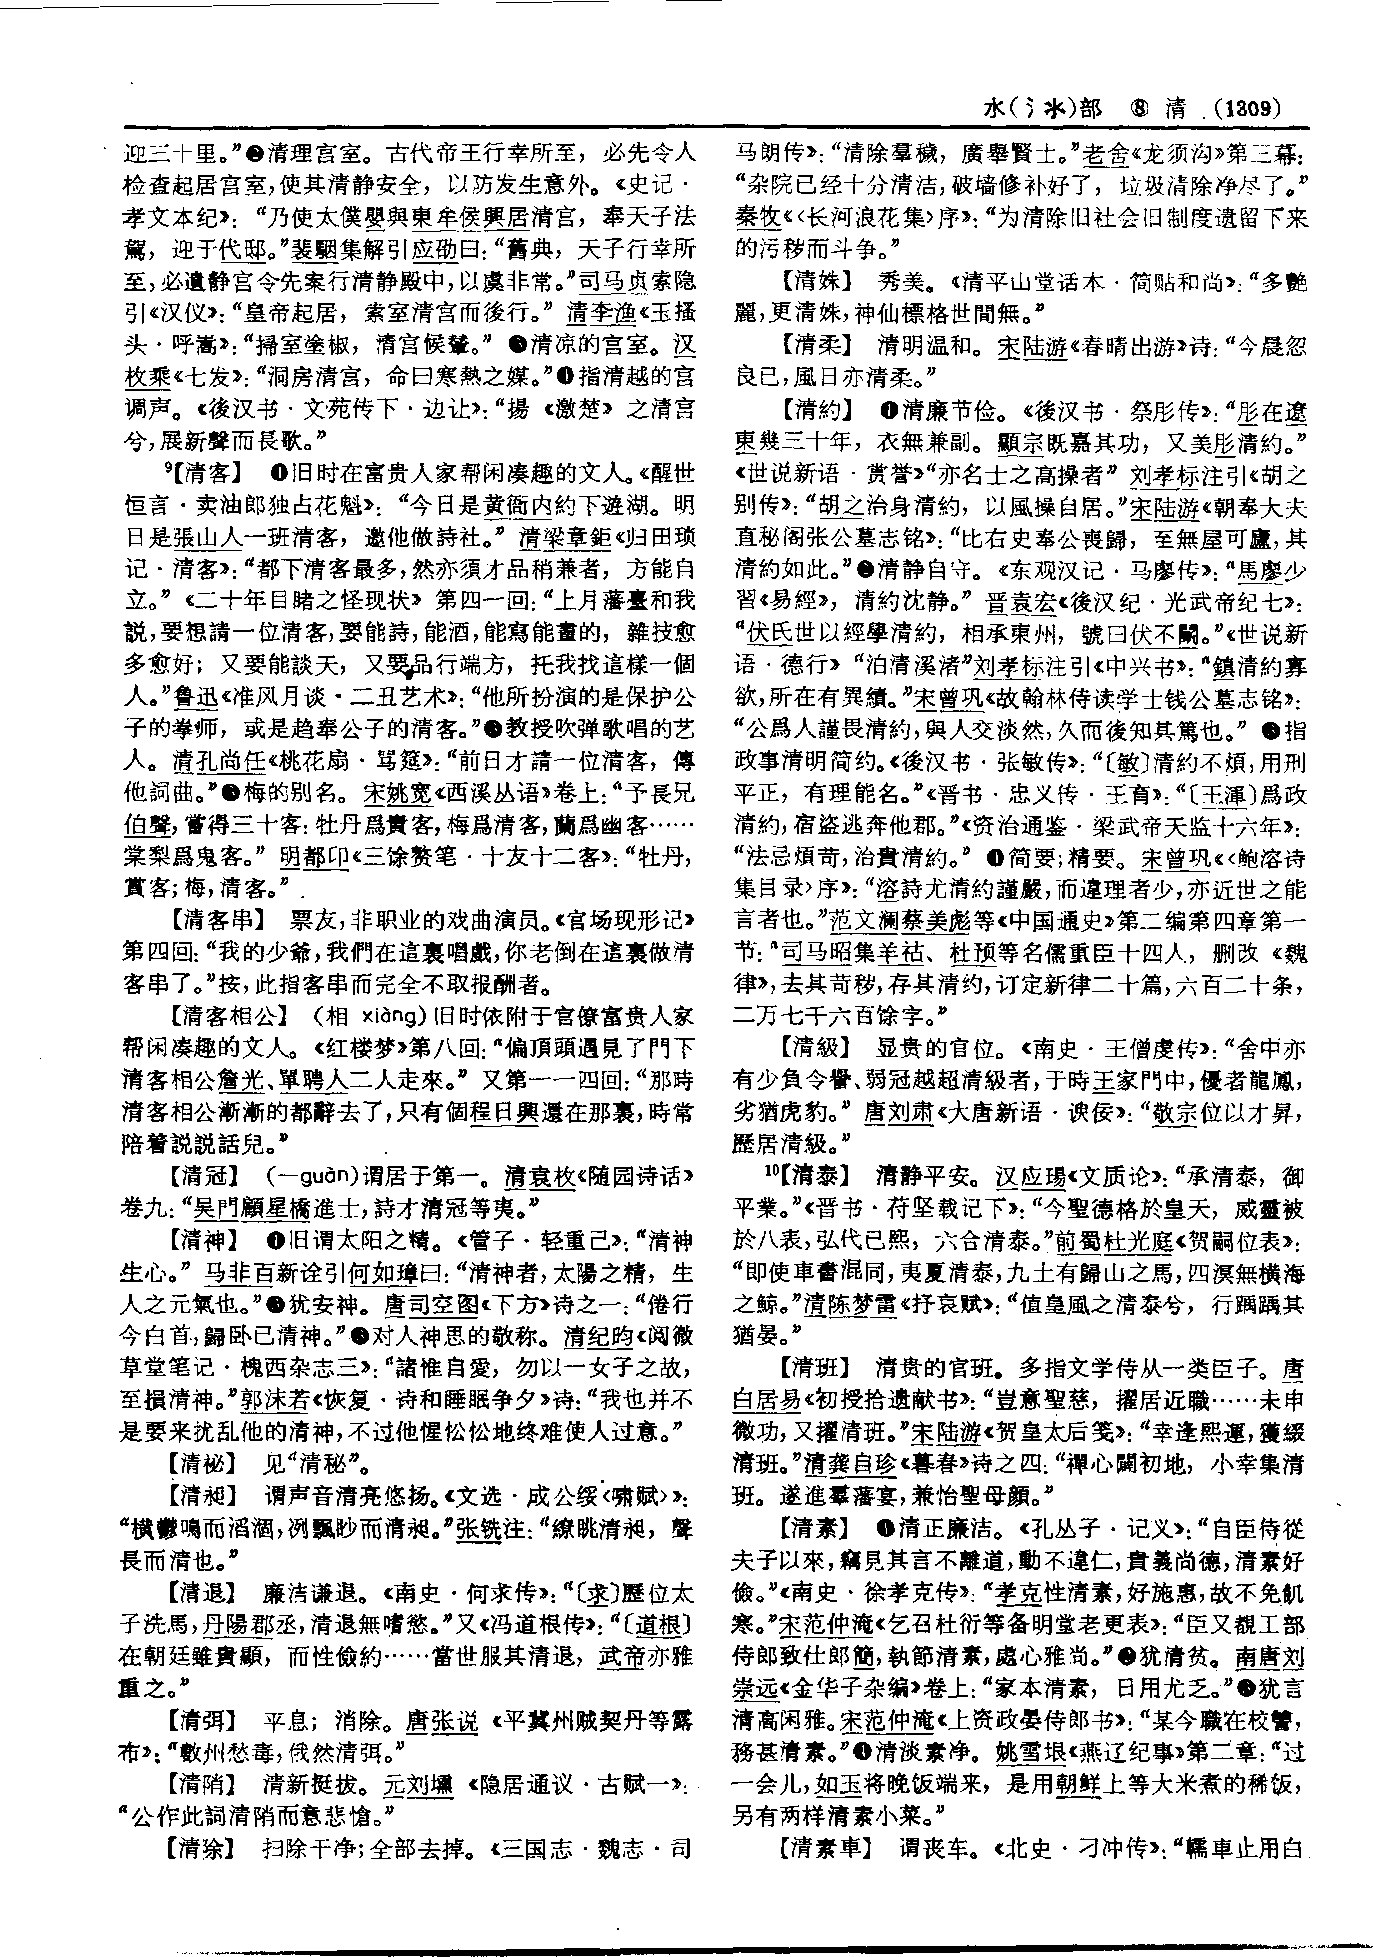 水(氵氺)部 ⑧ 清 (1309)
迎三十里。”❷清理宫室。古代帝王行幸所至，必先令人
检查起居宫室，使其清静安全，以防发生意外。《史记·
孝文本纪》：“乃使太僕嬰與東牟侯興居清宫，奉天子法
駕，迎于代邸。”裴駰集解引应劭曰：“舊典，天子行幸所
至，必遣静宫令先案行清静殿中，以虞非常。”司马贞索隐
引《汉仪》：“皇帝起居，索室清宫而後行。”清李渔《玉搔
头·呼嵩》：“掃室塗椒，清宫候輦。”❸清凉的宫室。汉
枚乘《七发》：“洞房清宫，命曰寒熱之媒。”❹指清越的宫
调声。《後汉书·文苑传下·边让》：“揚《激楚》之清宫
兮，展新聲而長歌。”
9【清客】 ❶旧时在富贵人家帮闲凑趣的文人。《醒世
恒言·卖油郎独占花魁》：“今日是黄衙内約下遊湖。明
日是張山人一班清客，邀他做詩社。”清梁章鉅《归田琐
记·清客》：“都下清客最多，然亦須才品稍兼者，方能自
立。”《二十年目睹之怪现状》第四一回：“上月藩臺和我
説，要想請一位清客，要能詩，能酒，能寫能畫的，雜技愈
多愈好；又要能談天，又要品行端方，托我找這樣一個
人。”鲁迅《准风月谈·二丑艺术》：“他所扮演的是保护公
子的拳师，或是趋奉公子的清客。”❷教授吹弹歌唱的艺
人。清孔尚任《桃花扇·骂筵》：“前日才請一位清客，傳
他詞曲。”❸梅的别名。宋姚宽《西溪丛语》卷上：“予長兄
伯聲，嘗得三十客：牡丹爲貴客，梅爲清客，蘭爲幽客……
棠梨爲鬼客。”明都卬《三馀赘笔·十友十二客》：“牡丹，
賞客；梅，清客。”
【清客串】 票友，非职业的戏曲演员。《官场现形记》
第四回：“我的少爺，我們在這裏唱戲，你老倒在這裏做清
客串了。”按，此指客串而完全不取报酬者。
【清客相公】 (相 xiàng)旧时依附于官僚富贵人家
帮闲凑趣的文人。《红楼梦》第八回：“偏頂頭遇見了門下
清客相公詹光、單聘人二人走來。”又第一一四回：“那時
清客相公漸漸的都辭去了，只有個程日興還在那裏，時常
陪着説説話兒。”
【清冠】 (—guàn)谓居于第一。清袁枚《随园诗话》
卷九：“吴門顧星橋進士，詩才清冠等夷。”
【清神】 ❶旧谓太阳之精。《管子·轻重己》：“清神
生心。”马非百新诠引何如璋曰：“清神者，太陽之精，生
人之元氣也。”❷犹安神。唐司空图《下方》诗之一：“倦行
今白首，歸卧已清神。”❸对人神思的敬称。清纪昀《阅微
草堂笔记·槐西杂志三》：“諸惟自愛，勿以一女子之故，
至損清神。”郭沫若《恢复·诗和睡眠争夕》诗：“我也并不
是要来扰乱他的清神，不过他惺松松地终难使人过意。”
【清祕】 见“清秘”。
【清昶】 谓声音清亮悠扬。《文选·成公绥〈啸赋〉》：
“横鬱鳴而滔涸，冽飄眇而清昶。”张铣注：“繚眺清昶，聲
長而清也。”
【清退】 廉洁谦退。《南史·何求传》：“〔求〕歷位太
子洗馬，丹陽郡丞，清退無嗜慾。”又《冯道根传》：“〔道根〕
在朝廷雖貴顯，而性儉約……當世服其清退，武帝亦雅
重之。”
【清弭】 平息；消除。唐张说《平冀州贼契丹等露
布》：“數州愁毒，俄然清弭。”
【清陗】 清新挺拔。元刘壎《隐居通议·古赋一》：
“公作此詞清陗而意悲愴。”
【清除】 扫除干净；全部去掉。《三国志·魏志·司
馬朗传》：“清除羣穢，廣舉賢士。”老舍《龙须沟》第三幕：
“杂院已经十分清洁，破墙修补好了，垃圾清除净尽了。”
秦牧《〈长河浪花集〉序》：“为清除旧社会旧制度遗留下来
的污秽而斗争。”
【清姝】 秀美。《清平山堂话本·简贴和尚》：“多艷
麗，更清姝，神仙標格世間無。”
【清柔】 清明温和。宋陆游《春晴出游》诗：“今晨忽
良已，風日亦清柔。”
【清約】 ❶清廉节俭。《後汉书·祭肜传》：“肜在遼
東幾三十年，衣無兼副。顯宗既嘉其功，又美肜清約。”
《世说新语·赏誉》“亦名士之高操者”刘孝标注引《胡之
别传》：“胡之治身清約，以風操自居。”宋陆游《朝奉大夫
直秘阁张公墓志铭》：“比右史奉公喪歸，至無屋可廬，其
清約如此。”❷清静自守。《东观汉记·马廖传》：“馬廖少
習《易經》，清約沈静。”晋袁宏《後汉纪·光武帝纪七》：
“伏氏世以經學清約，相承東州，號曰伏不鬭。”《世说新
语·德行》“泊清溪渚”刘孝标注引《中兴书》：“鎮清約寡
欲，所在有異績。”宋曾巩《故翰林侍读学士钱公墓志铭》：
“公爲人謹畏清約，與人交淡然，久而後知其篤也。”❸指
政事清明简约。《後汉书·张敏传》：“〔敏〕清約不煩，用刑
平正，有理能名。”《晋书·忠义传·王育》：“〔王渾〕爲政
清約，宿盜逃奔他郡。”《资治通鉴·梁武帝天监十六年》：
“法忌煩苛，治貴清約。”❹简要；精要。宋曾巩《〈鲍溶诗
集目录〉序》：“溶詩尤清約謹嚴，而違理者少，亦近世之能
言者也。”范文澜蔡美彪等《中国通史》第二编第四章第一
节：“司马昭集羊祜、杜预等名儒重臣十四人，删改《魏
律》，去其苛秽，存其清约，订定新律二十篇，六百二十条，
二万七千六百馀字。”
【清級】 显贵的官位。《南史·王僧虔传》：“舍中亦
有少負令譽、弱冠越超清級者，于時王家門中，優者龍鳳，
劣猶虎豹。”唐刘肃《大唐新语·谀佞》：“敬宗位以才昇，
歷居清級。”
10【清泰】 清静平安。汉应瑒《文质论》：“承清泰，御
平業。”《晋书·苻坚载记下》：“今聖德格於皇天，威靈被
於八表，弘代已熙，六合清泰。”前蜀杜光庭《贺嗣位表》：
“即使車書混同，夷夏清泰，九土有歸山之馬，四溟無横海
之鯨。”清陈梦雷《抒哀赋》：“值皇風之清泰兮，行踽踽其
猶晏。”
【清班】 清贵的官班。多指文学侍从一类臣子。唐
白居易《初授拾遗献书》：“豈意聖慈，擢居近職……未申
微功，又擢清班。”宋陆游《贺皇太后笺》：“幸逢熙運，獲綴
清班。”清龚自珍《暮春》诗之四：“禪心闢初地，小幸集清
班。遂進羣藩宴，兼怡聖母顔。”
【清素】 ❶清正廉洁。《孔丛子·记义》：“自臣侍從
夫子以來，竊見其言不離道，動不違仁，貴義尚德，清素好
儉。”《南史·徐孝克传》：“孝克性清素，好施惠，故不免飢
寒。”宋范仲淹《乞召杜衍等备明堂老更表》：“臣又覩工部
侍郎致仕郎簡，執節清素，處心雅尚。”❷犹清贫。南唐刘
崇远《金华子杂编》卷上：“家本清素，日用尤乏。”❸犹言
清高闲雅。宋范仲淹《上资政晏侍郎书》：“某今職在校讐，
務甚清素。”❹清淡素净。姚雪垠《燕辽纪事》第二章：“过
一会儿，如玉将晚饭端来，是用朝鲜上等大米煮的稀饭，
另有两样清素小菜。”
【清素車】 谓丧车。《北史·刁冲传》：“轜車止用白